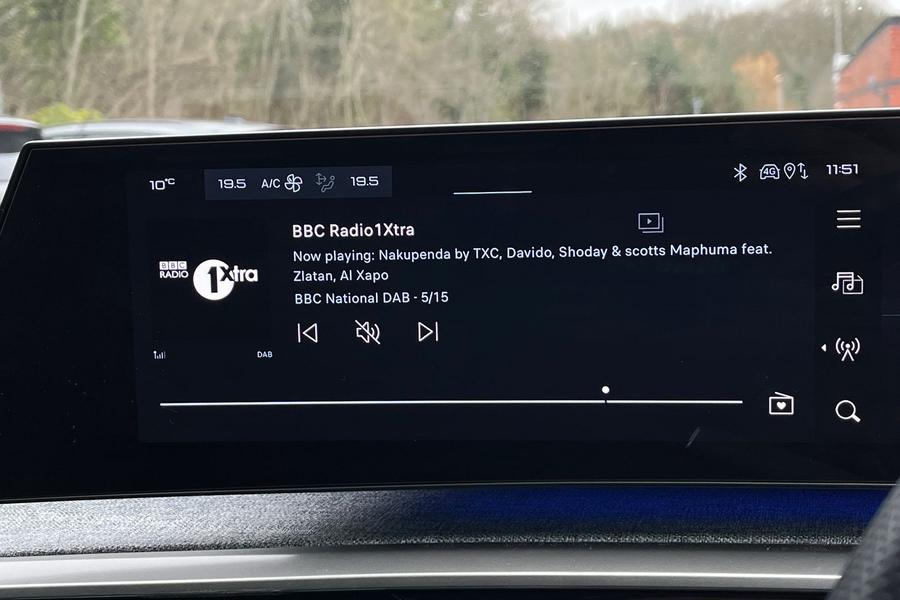 10°C
19.5 A/C 19.5
4G
11:51
BBC Radio1Xtra
Now playing: Nakupenda by TXC, Davido, Shoday & scotts Maphuma feat.
Zlatan, Al Xapo
BBC National DAB - 5/15
BBC
RADIO
1Xtra
DAB